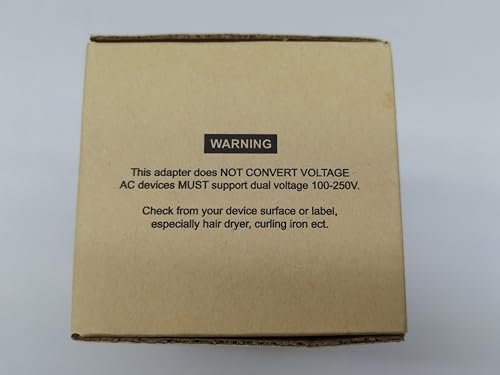 WARNING
This adapter does NOT CONVERT VOLTAGE
AC devices MUST support dual voltage 100-250V.
Check from your device surface or label,
especially hair dryer, curling iron ect.